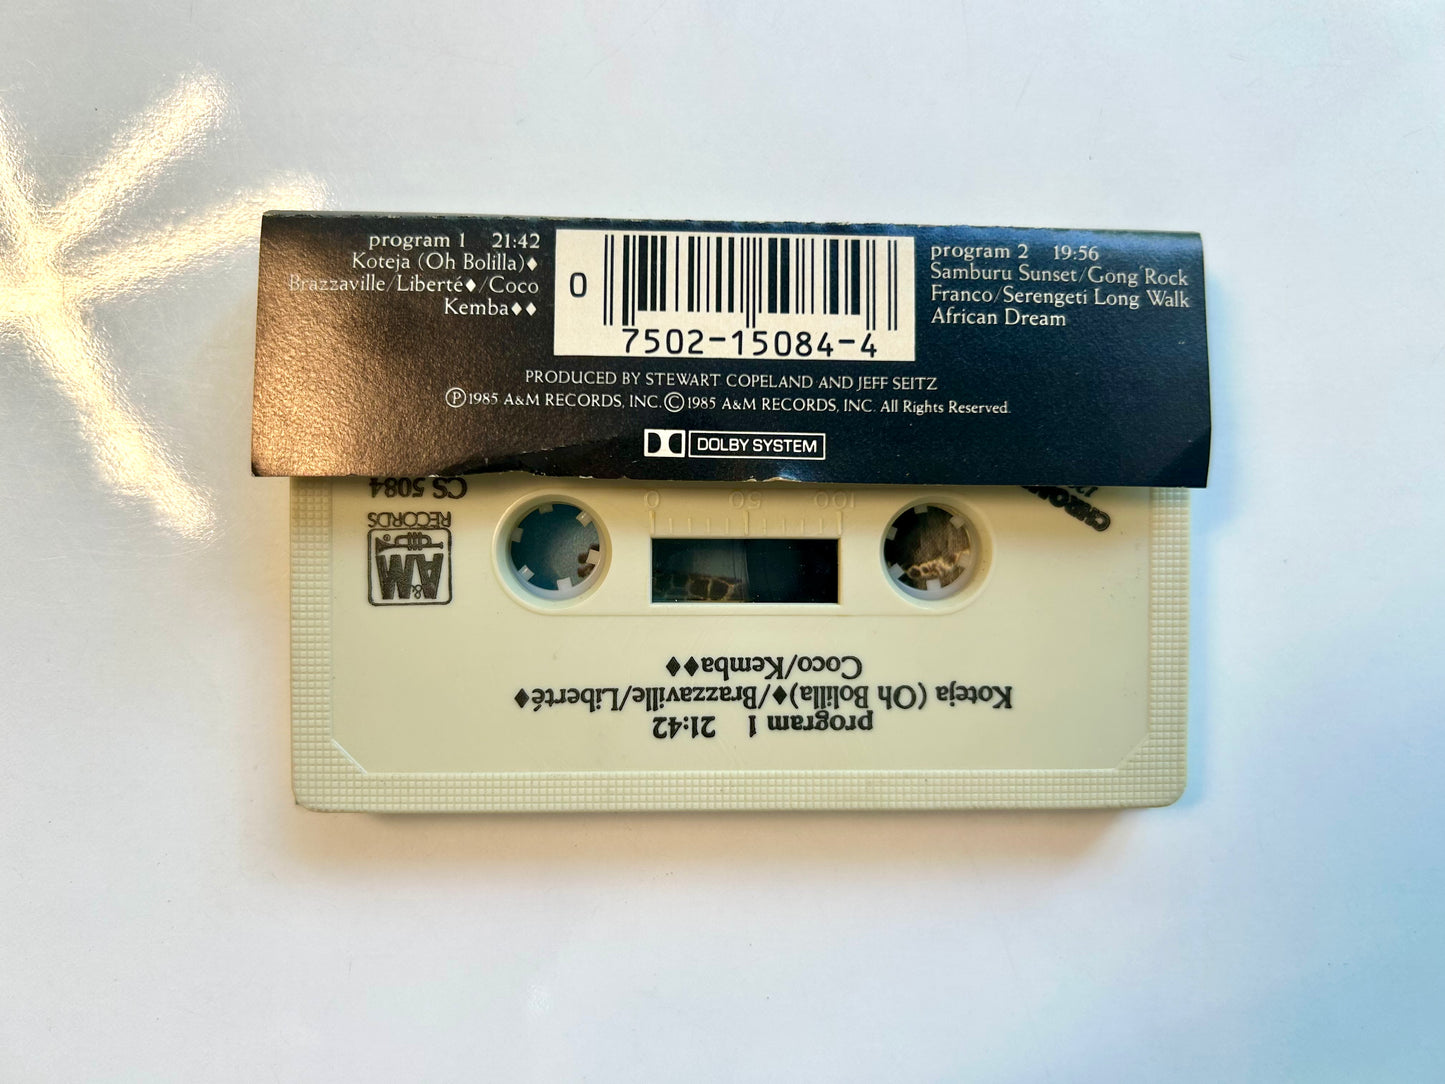 program 1 21:42
Koteja (Oh Bolilla)♦
Brazzaville/Liberté♦/Coco
Kemba♦♦
0
7502-15084-4
program 2 19:56
Samburu Sunset/Gong Rock
Franco/Serengeti Long Walk
African Dream
PRODUCED BY STEWART COPELAND AND JEFF SEITZ
Ⓟ1985 A&M RECORDS, INC. ©1985 A&M RECORDS, INC. All Rights Reserved.
DOLBY SYSTEM
CS 5084
A&M
RECORDS
0 50 100
program 1 21:42
Koteja (Oh Bolilla)♦/Brazzaville/Liberté♦
Coco/Kemba♦♦